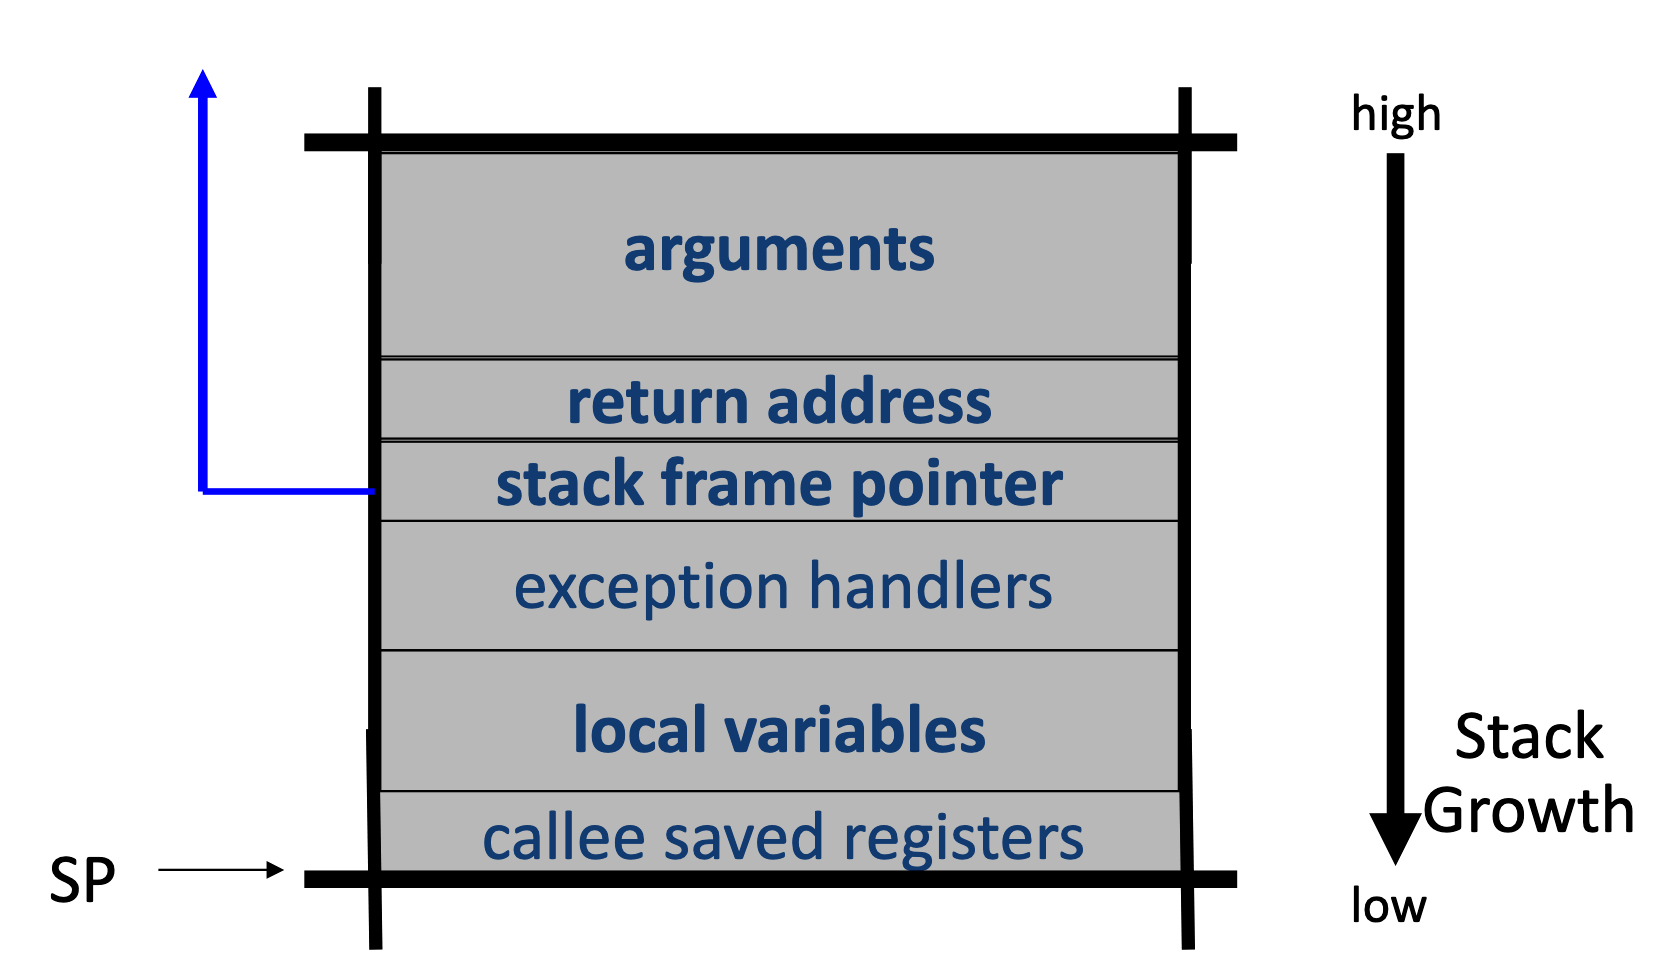 high
arguments
return address
stack frame pointer
exception handlers
local variables
Stack
Growth
callee saved registers
SP
low